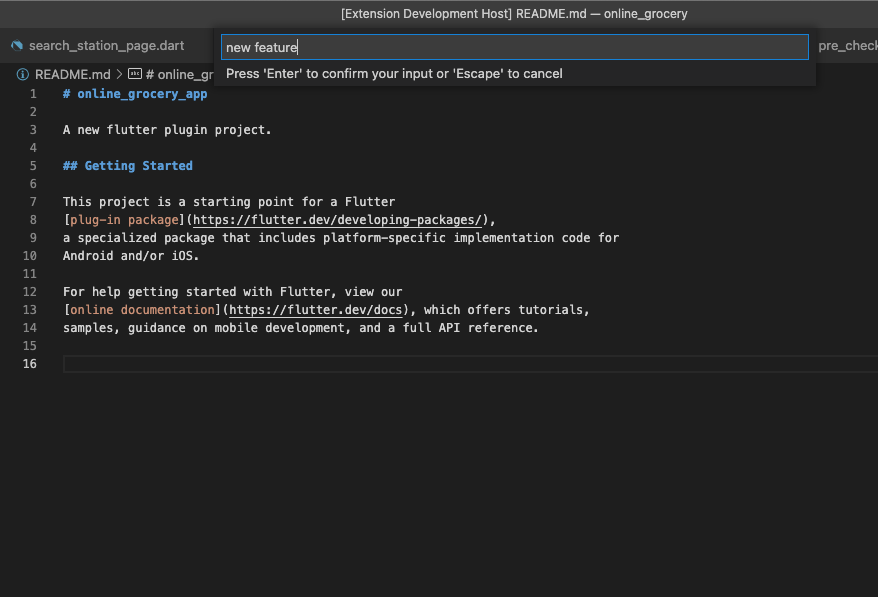 [Extension Development Host] README.md — online_grocery
search_station_page.dart
new feature
pre_check
Press 'Enter' to confirm your input or 'Escape' to cancel
README.md > abc # online_gr
1 # online_grocery_app
2
3 A new flutter plugin project.
4
5 ## Getting Started
6
7 This project is a starting point for a Flutter
8 [plug-in package](https://flutter.dev/developing-packages/),
9 a specialized package that includes platform-specific implementation code for
10 Android and/or iOS.
11
12 For help getting started with Flutter, view our
13 [online documentation](https://flutter.dev/docs), which offers tutorials,
14 samples, guidance on mobile development, and a full API reference.
15
16